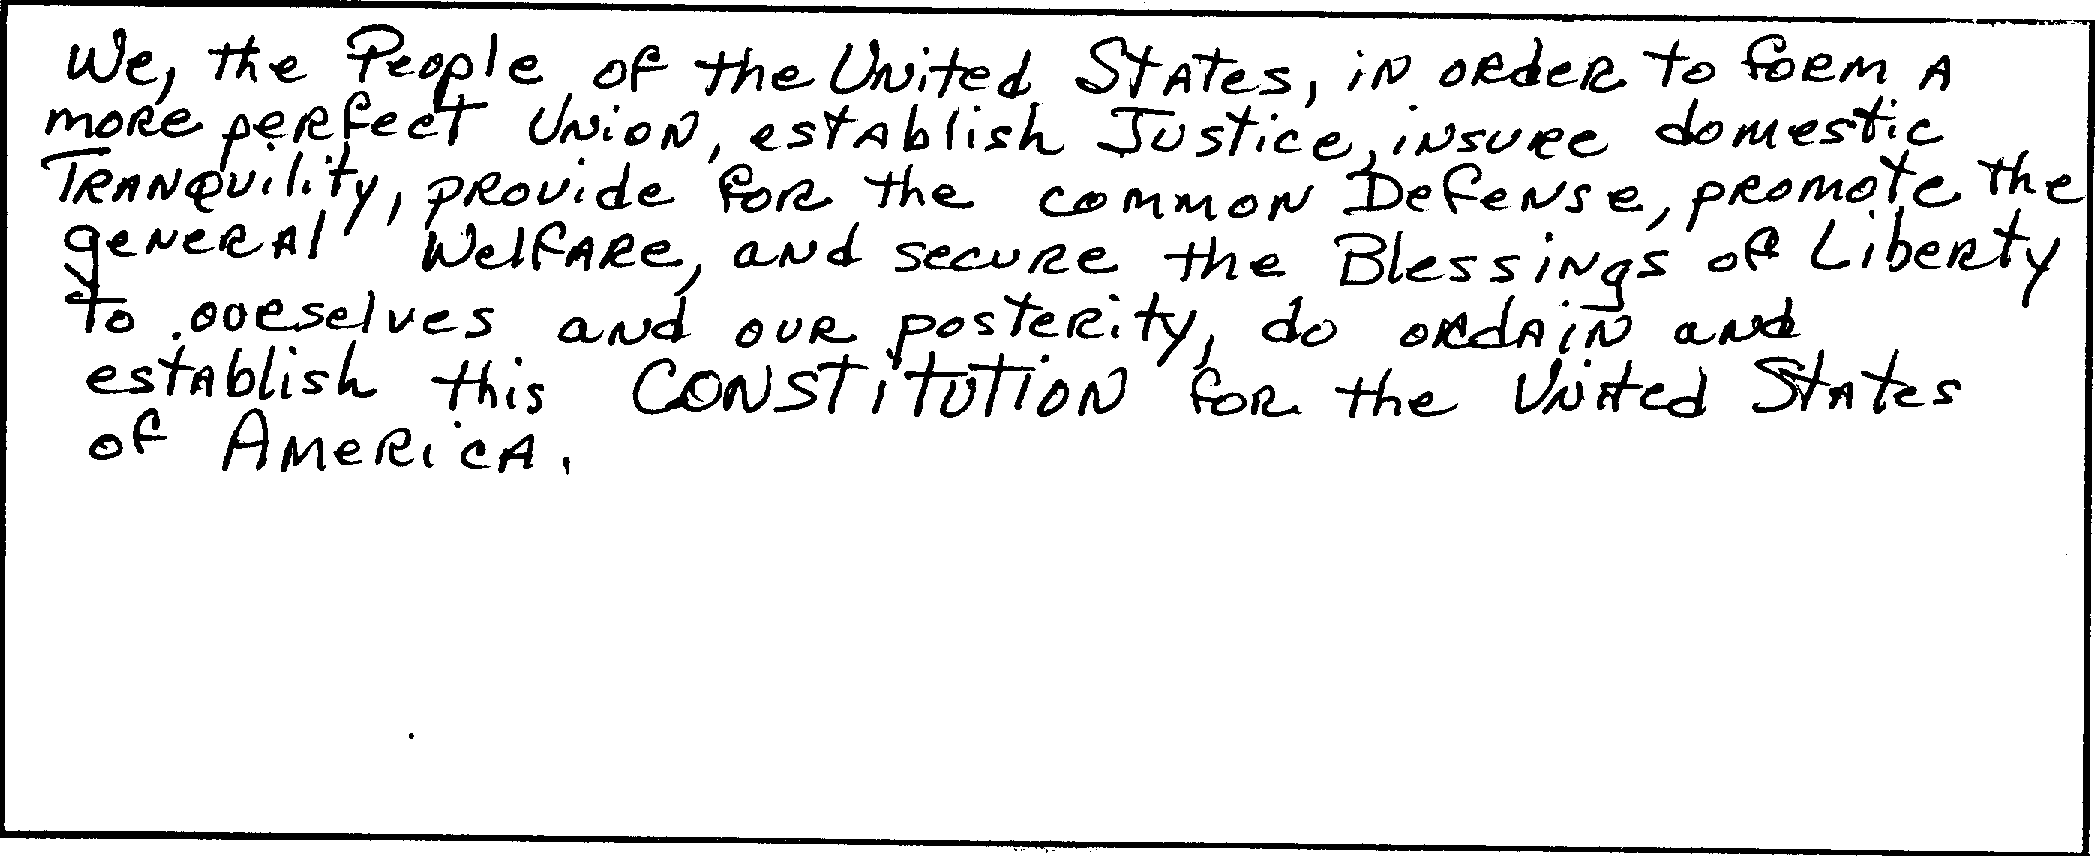 We, the People of the United States, in order to form a
more perfect Union, establish Justice, insure domestic
Tranquility, provide for the common Defense, promote the
general Welfare, and secure the Blessings of Liberty
to ourselves and our posterity, do ordain and
establish this CONSTITUTION for the United States
of America.